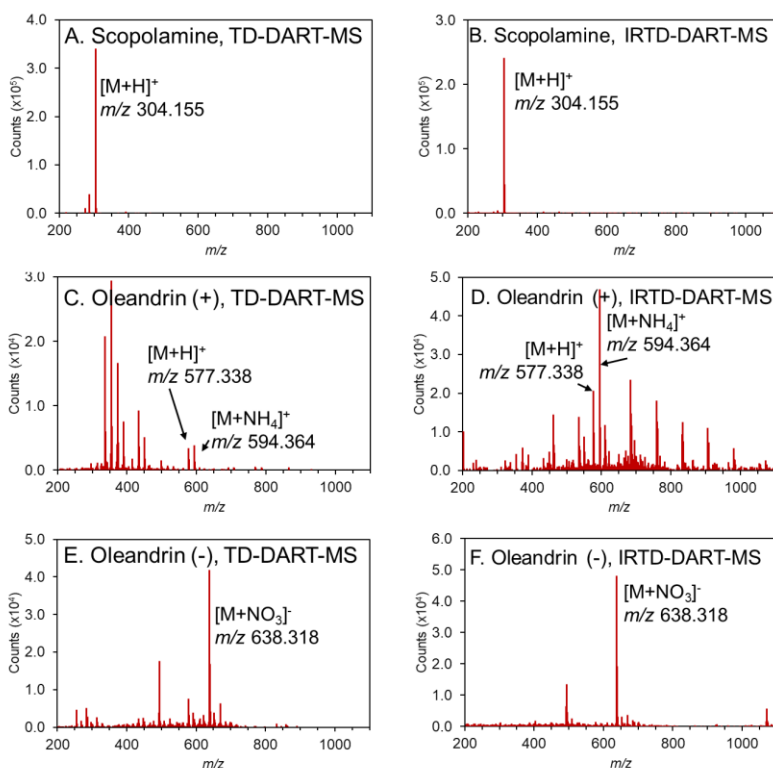 A. Scopolamine, TD-DART-MS
[M+H]⁺
m/z 304.155
Counts (x10⁵)
4.0
3.0
2.0
1.0
0.0
200 400 600 800 1000
m/z
B. Scopolamine, IRTD-DART-MS
[M+H]⁺
m/z 304.155
Counts (x10⁵)
3.0
2.0
1.0
0.0
200 400 600 800 1000
m/z
C. Oleandrin (+), TD-DART-MS
[M+H]⁺
m/z 577.338
[M+NH₄]⁺
m/z 594.364
Counts (x10⁴)
3.0
2.0
1.0
0.0
200 400 600 800 1000
m/z
D. Oleandrin (+), IRTD-DART-MS
[M+NH₄]⁺
m/z 594.364
[M+H]⁺
m/z 577.338
Counts (x10⁴)
5.0
4.0
3.0
2.0
1.0
0.0
200 400 600 800 1000
m/z
E. Oleandrin (-), TD-DART-MS
[M+NO₃]⁻
m/z 638.318
Counts (x10⁴)
5.0
4.0
3.0
2.0
1.0
0.0
200 400 600 800 1000
m/z
F. Oleandrin (-), IRTD-DART-MS
[M+NO₃]⁻
m/z 638.318
Counts (x10⁴)
6.0
5.0
4.0
3.0
2.0
1.0
0.0
200 400 600 800 1000
m/z